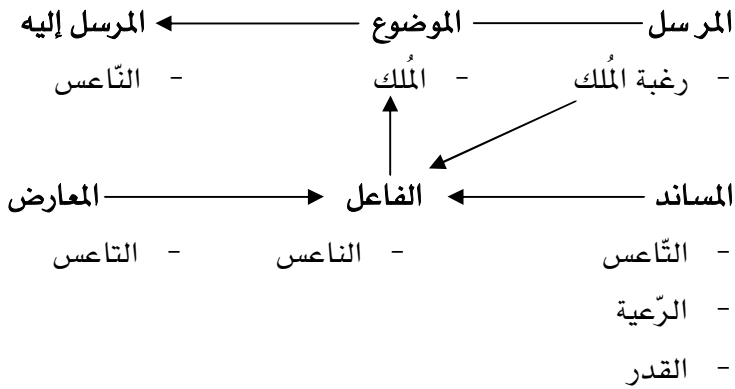 المرسل الموضوع المرسل إليه
- رغبة المُلك - المُلك - النّاعس
المساند الفاعل المعارض
- التّاعس - الناعس - التاعس
- الرّعية
- القدر